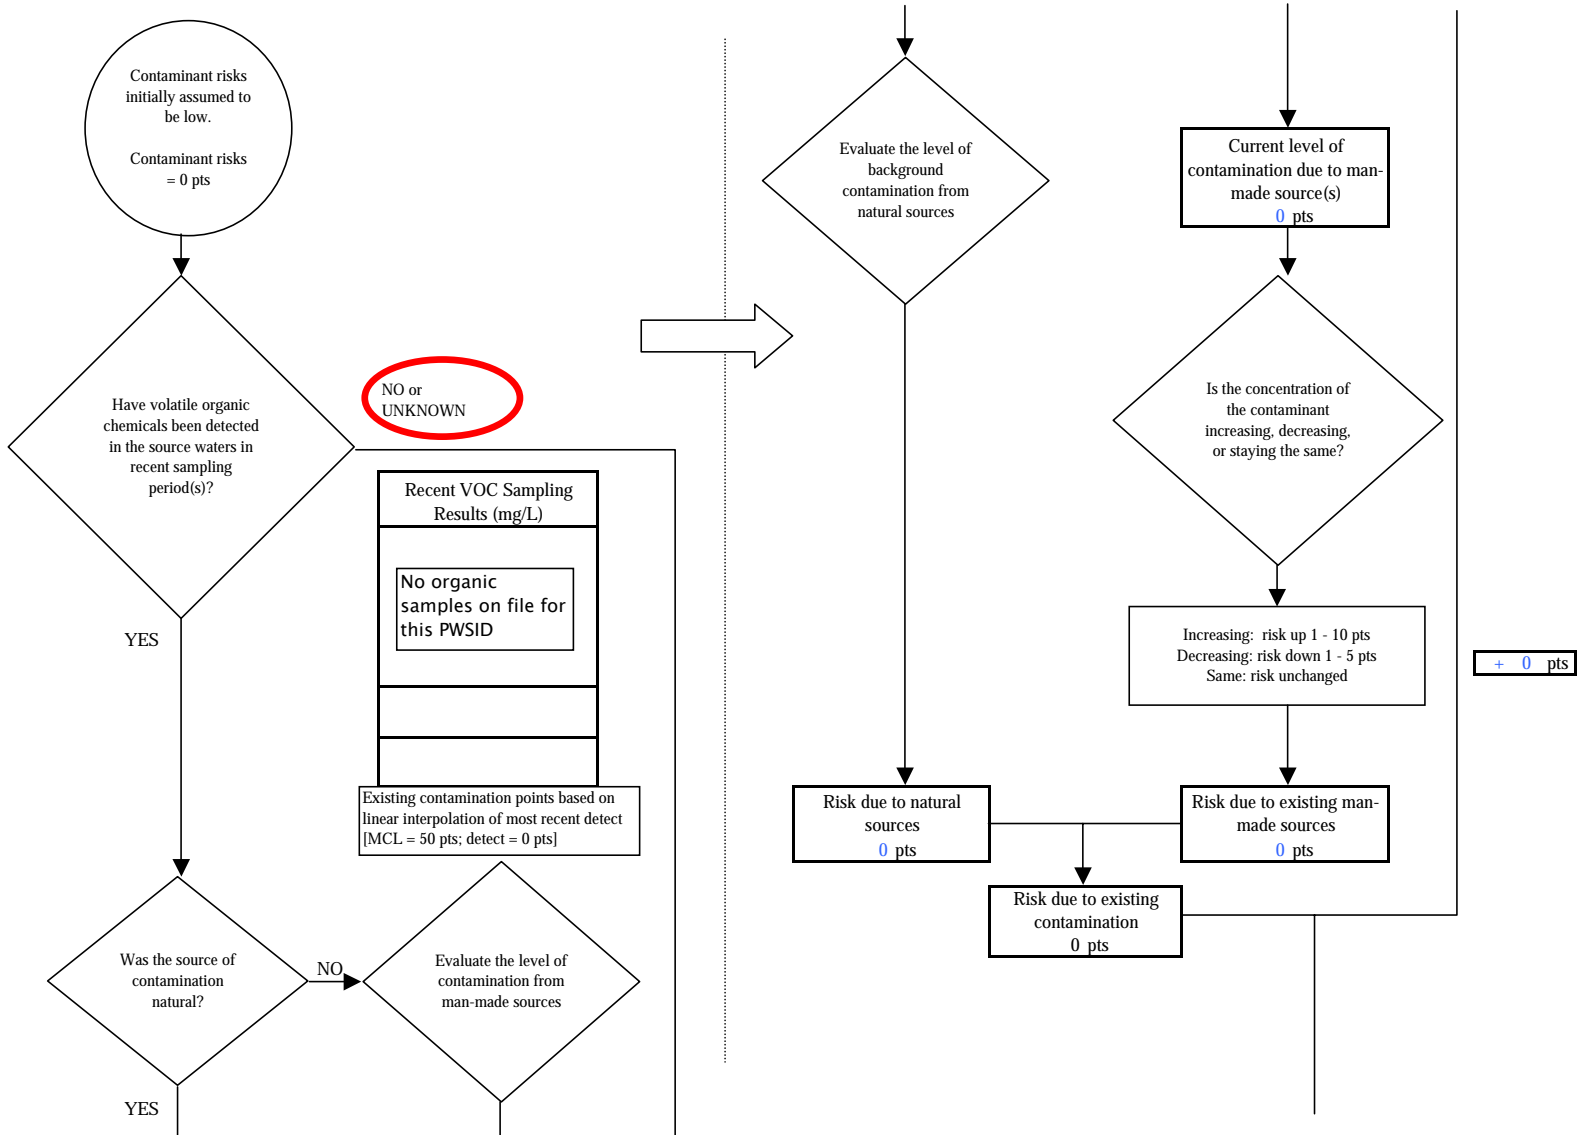 Contaminant risks
initially assumed to
be low.
Contaminant risks
= 0 pts
Have volatile organic
chemicals been detected
in the source waters in
recent sampling
period(s)?
NO or
UNKNOWN
Recent VOC Sampling
Results (mg/L)
No organic
samples on file for
this PWSID
YES
Existing contamination points based on
linear interpolation of most recent detect
[MCL = 50 pts; detect = 0 pts]
Was the source of
contamination
natural?
NO
Evaluate the level of
contamination from
man-made sources
YES
Evaluate the level of
background
contamination from
natural sources
Current level of
contamination due to man-
made source(s)
0 pts
Is the concentration of
the contaminant
increasing, decreasing,
or staying the same?
Increasing: risk up 1 - 10 pts
Decreasing: risk down 1 - 5 pts
Same: risk unchanged
+ 0 pts
Risk due to natural
sources
0 pts
Risk due to existing man-
made sources
0 pts
Risk due to existing
contamination
0 pts